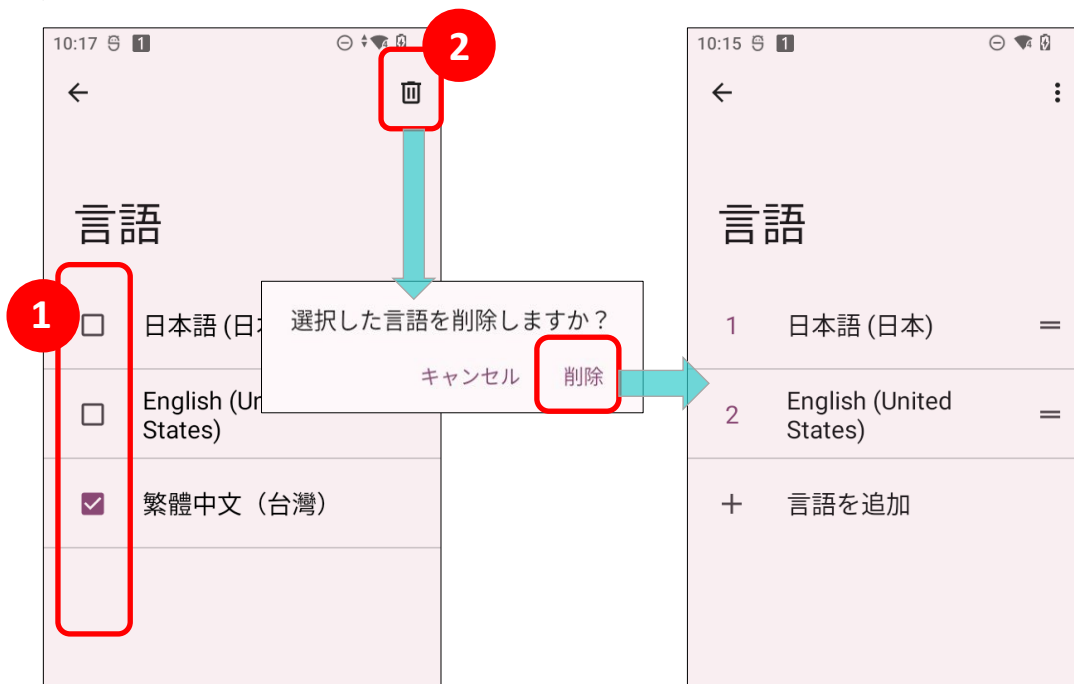 10:17
1
2
言語
1
日本語 (日
English (Un
States)
繁體中文（台灣）
選択した言語を削除しますか？
キャンセル
削除
10:15
1
言語
1
日本語 (日本)
2
English (United
States)
言語を追加